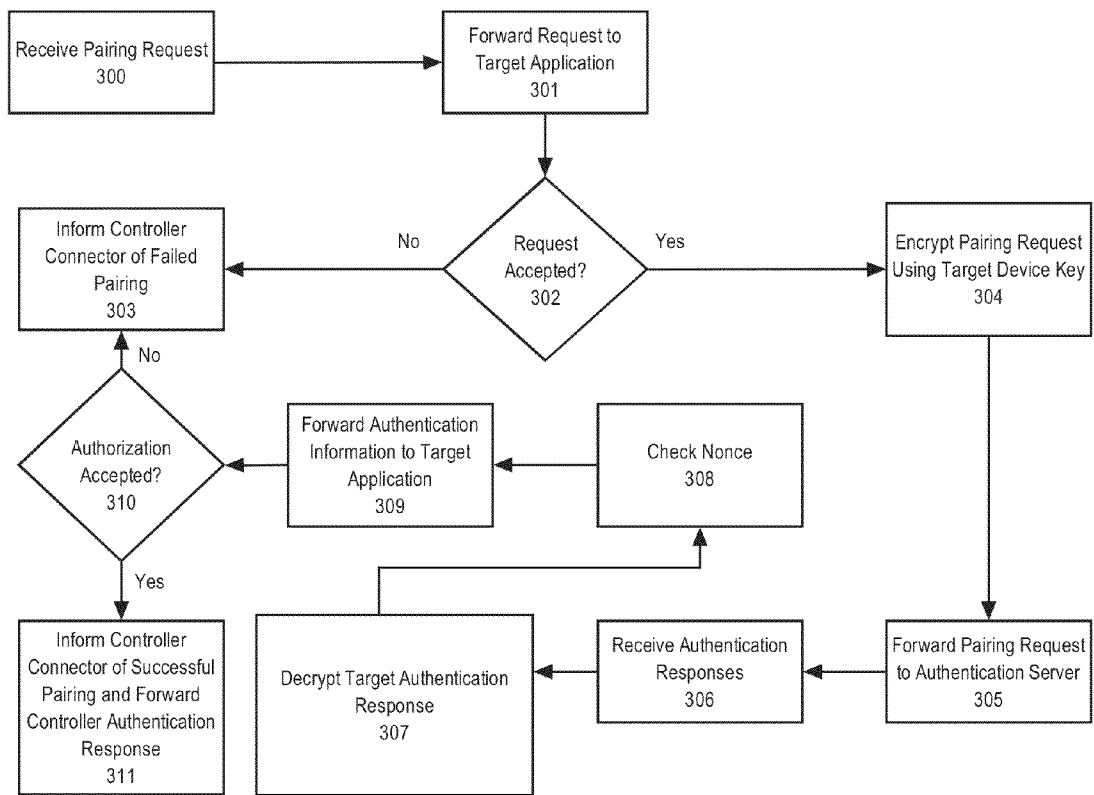 Receive Pairing Request
300
Forward Request to
Target Application
301
Request
Accepted?
302
No
Yes
Inform Controller
Connector of Failed
Pairing
303
Encrypt Pairing Request
Using Target Device Key
304
No
Authorization
Accepted?
310
Yes
Forward Authentication
Information to Target
Application
309
Check Nonce
308
Inform Controller
Connector of Successful
Pairing and Forward
Controller Authentication
Response
311
Decrypt Target Authentication
Response
307
Receive Authentication
Responses
306
Forward Pairing Request
to Authentication Server
305